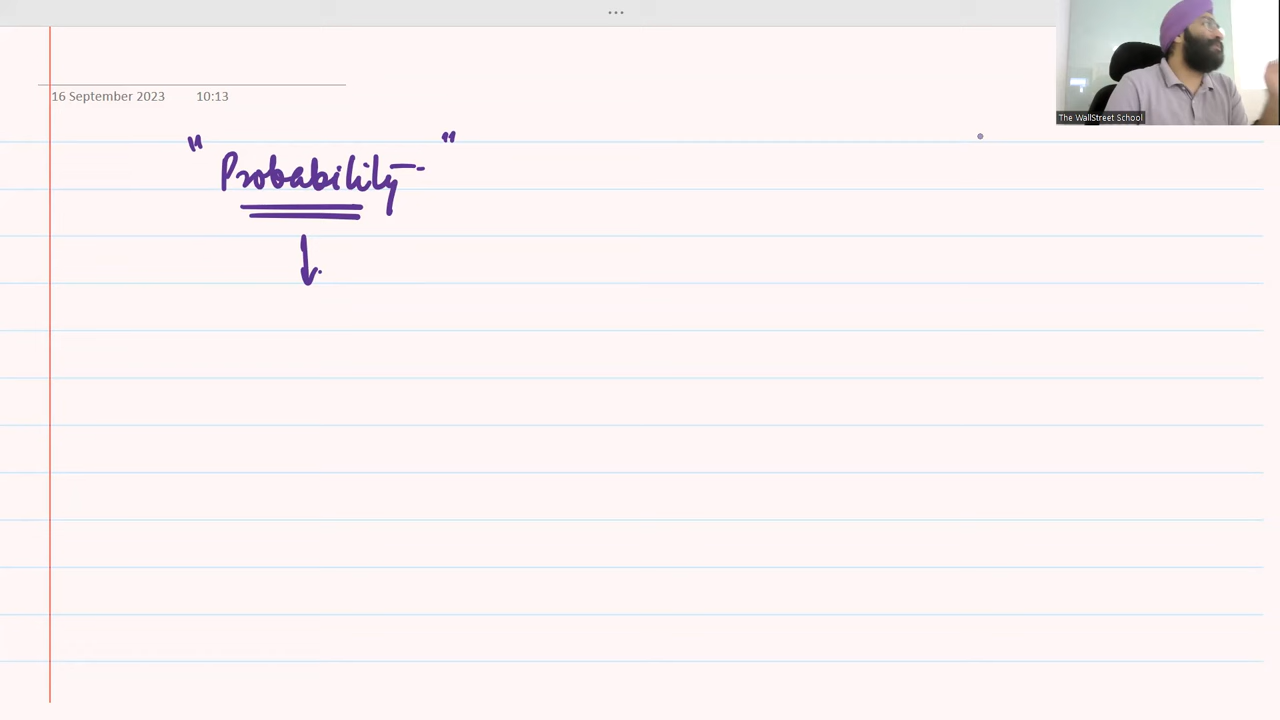 The WallStreet School
16 September 2023 10:13
" Probability "